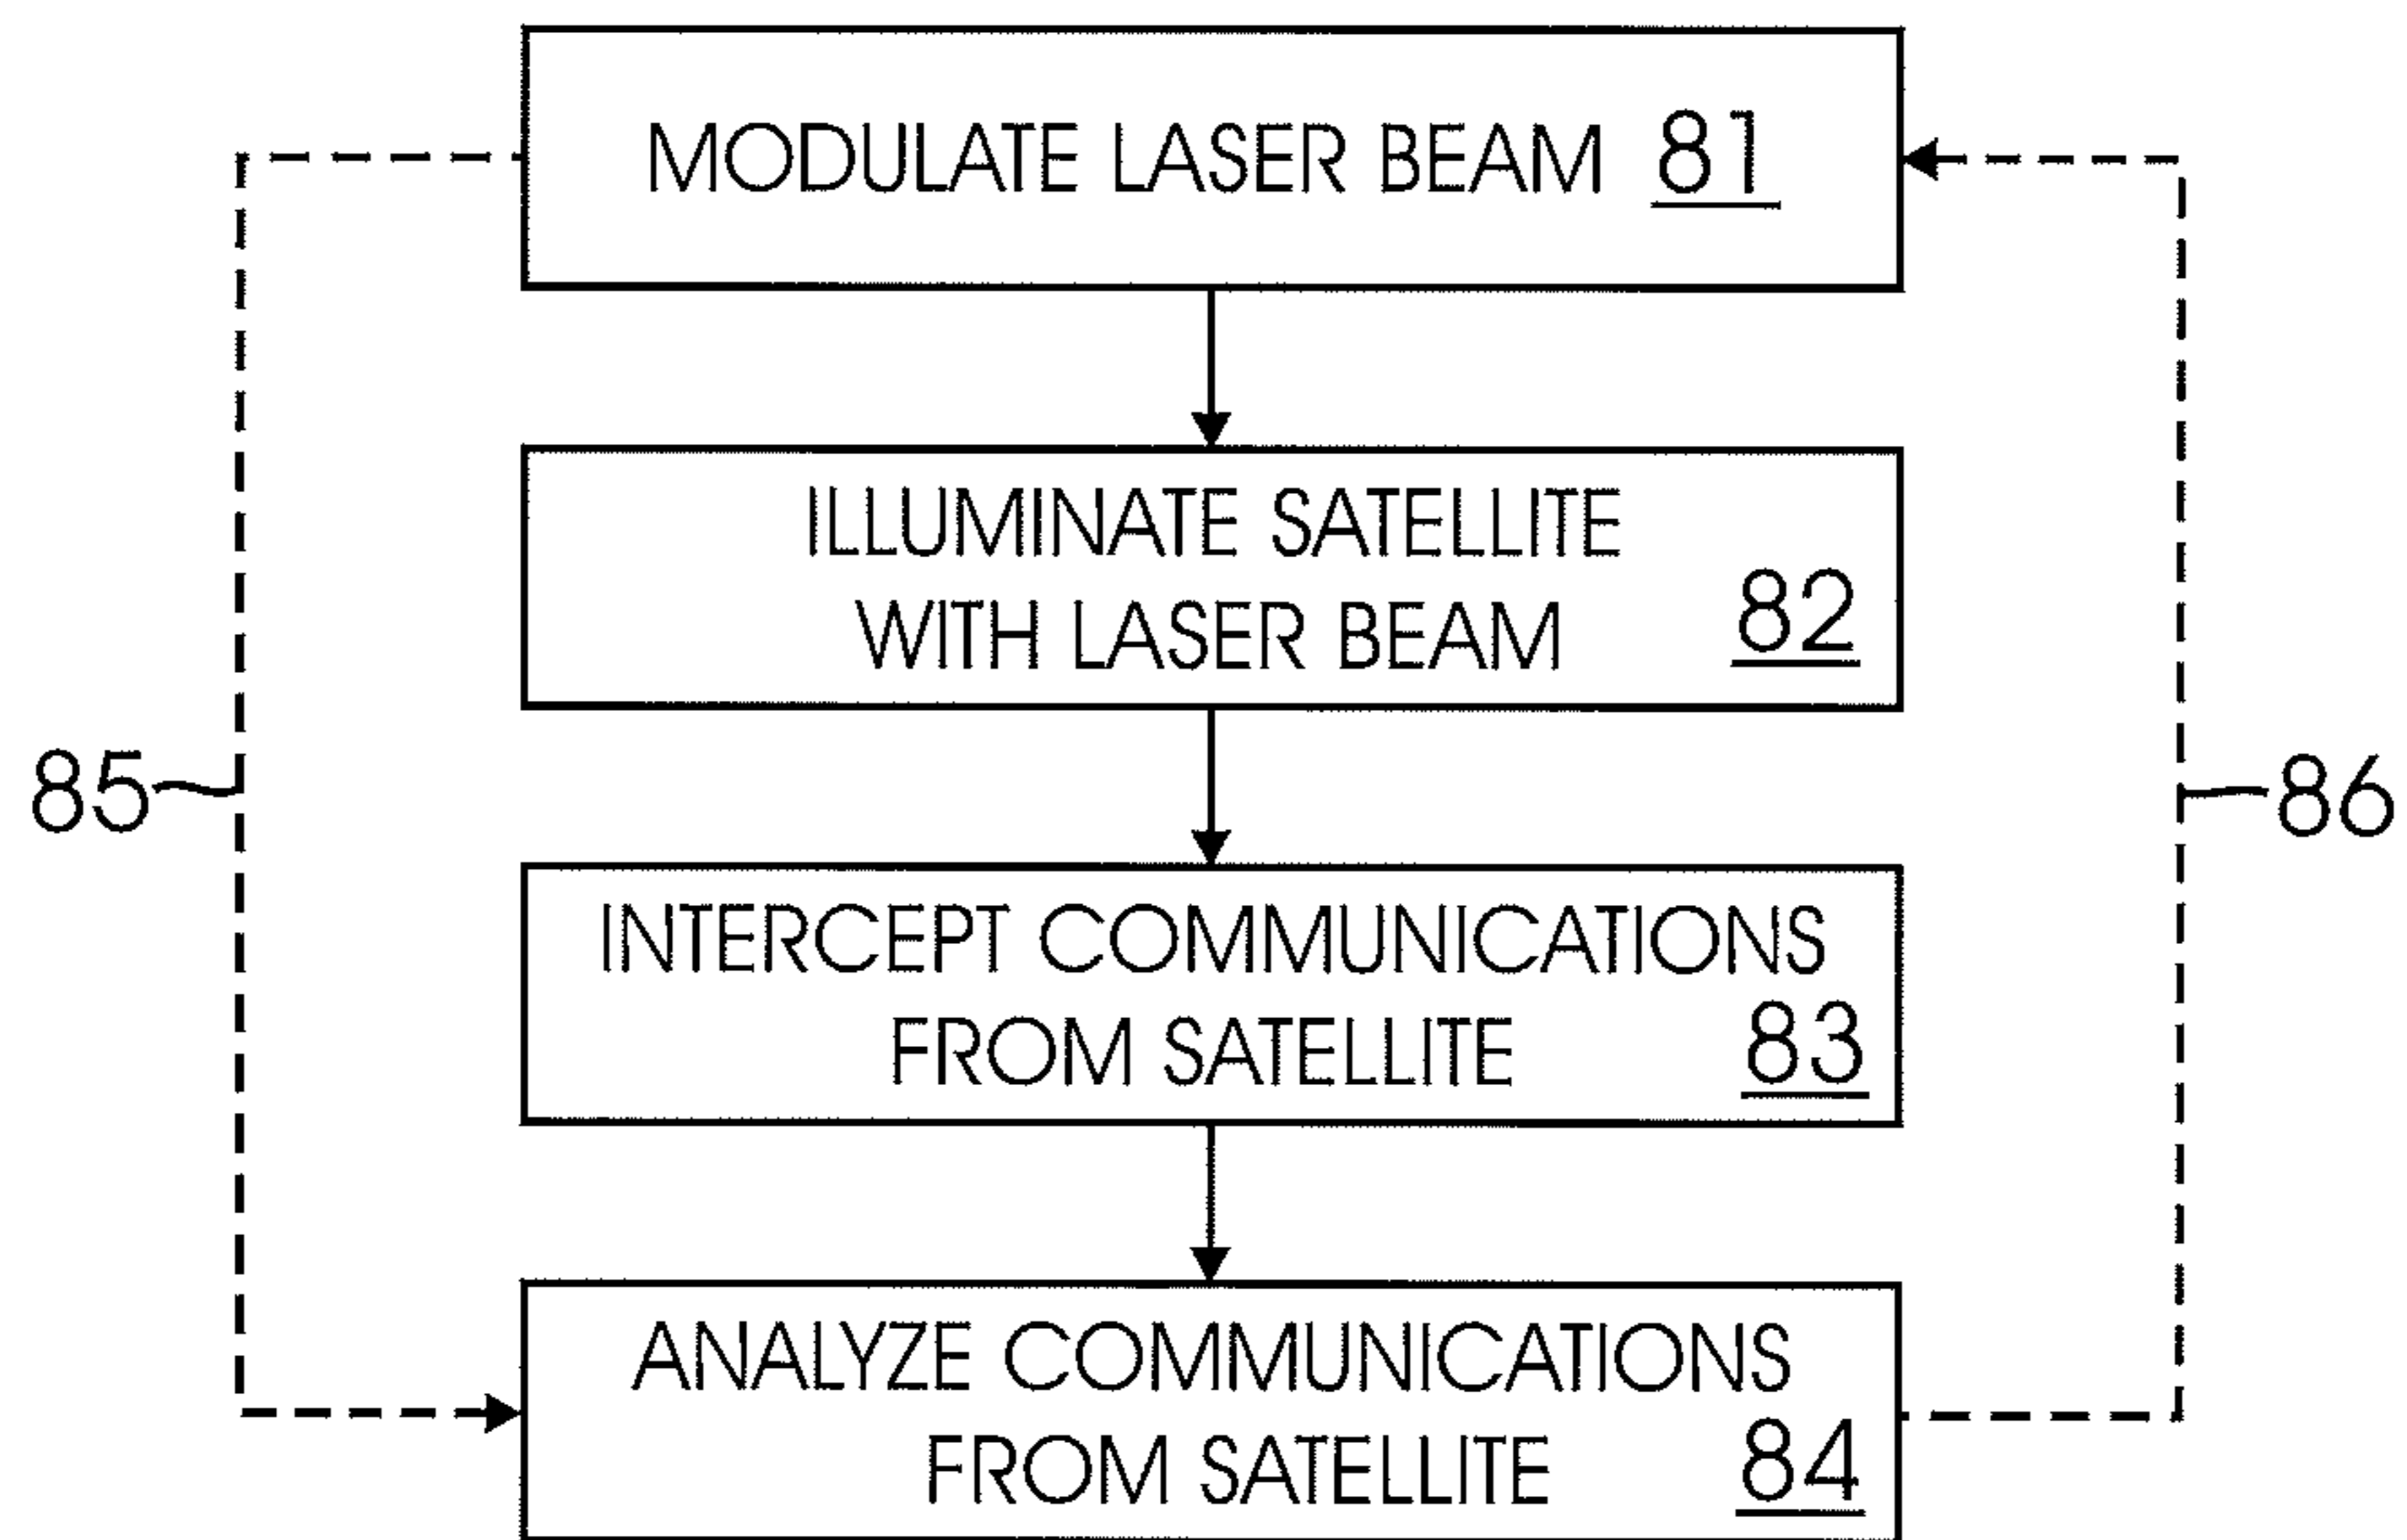 MODULATE LASER BEAM 81
ILLUMINATE SATELLITE
WITH LASER BEAM 82
85
86
INTERCEPT COMMUNICATIONS
FROM SATELLITE 83
ANALYZE COMMUNICATIONS
FROM SATELLITE 84